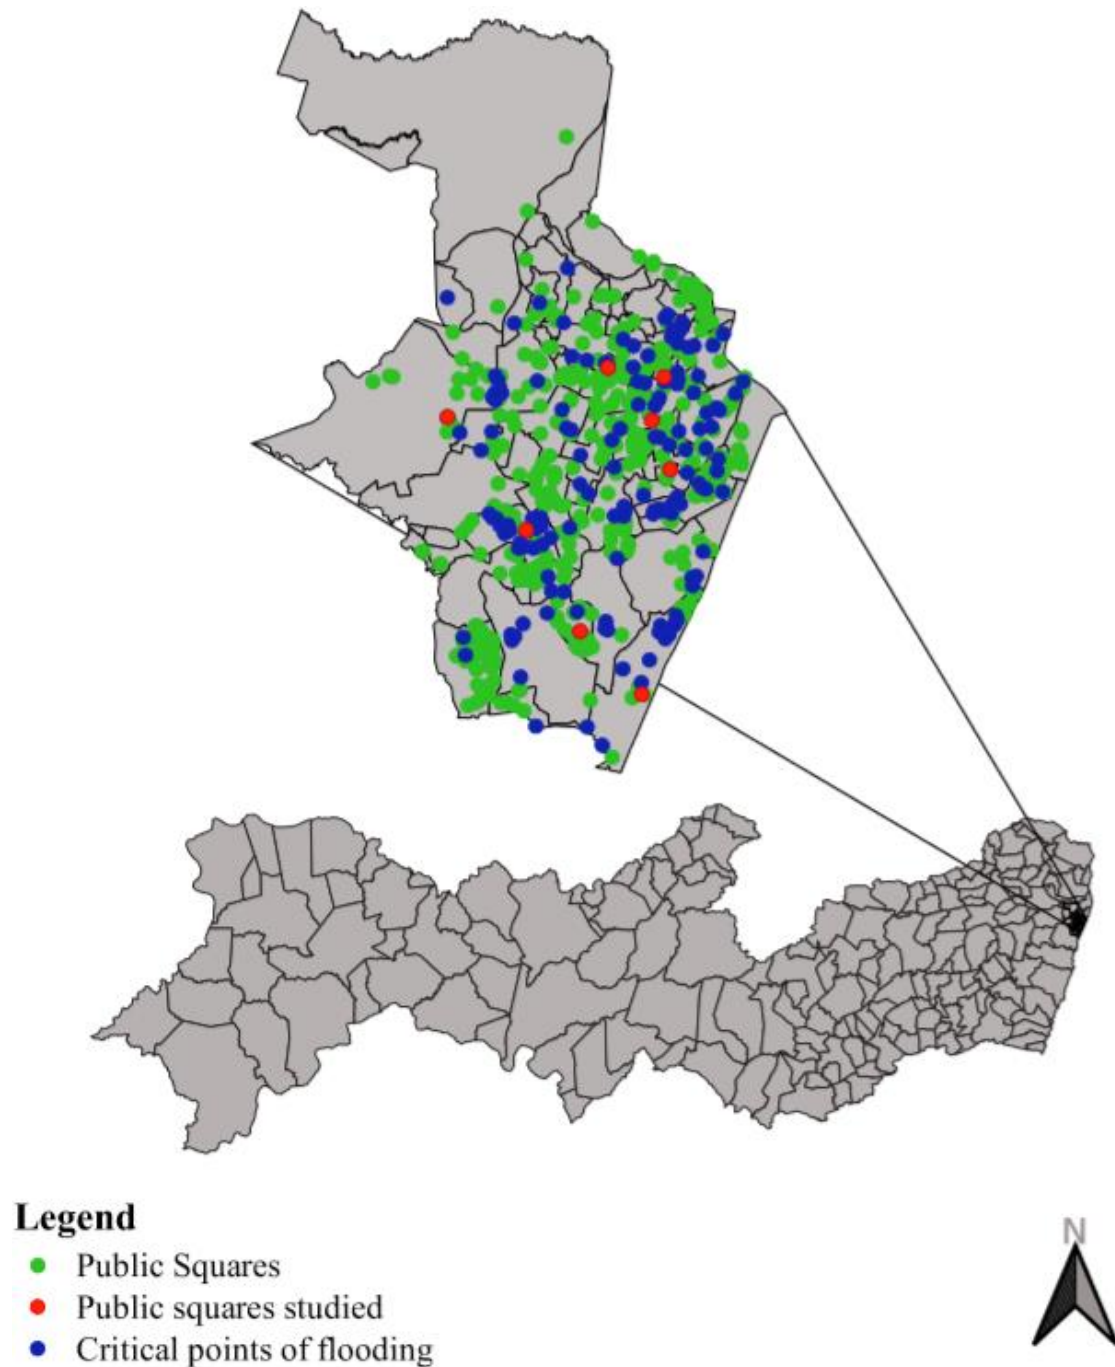 Legend
Public Squares
Public squares studied
Critical points of flooding
N